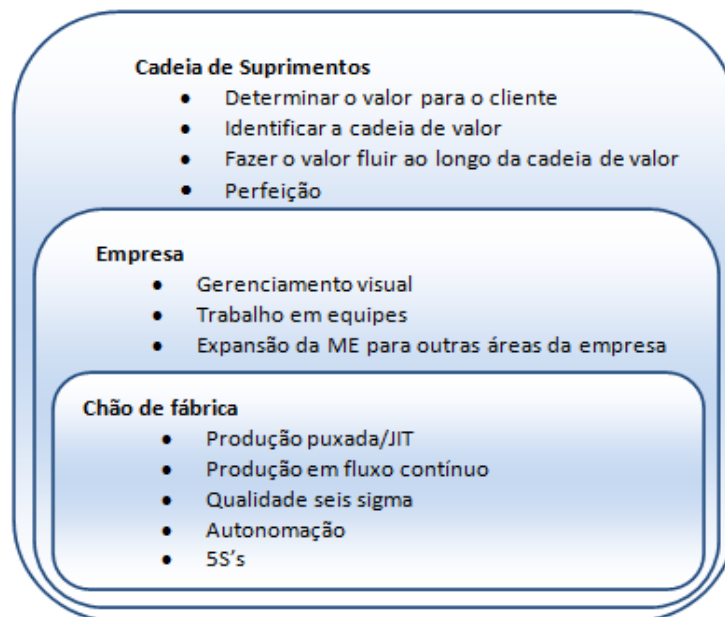 Cadeia de Suprimentos
• Determinar o valor para o cliente
• Identificar a cadeia de valor
• Fazer o valor fluir ao longo da cadeia de valor
• Perfeição
Empresa
• Gerenciamento visual
• Trabalho em equipes
• Expansão da ME para outras áreas da empresa
Chão de fábrica
• Produção puxada/JIT
• Produção em fluxo contínuo
• Qualidade seis sigma
• Autonomação
• 5S's